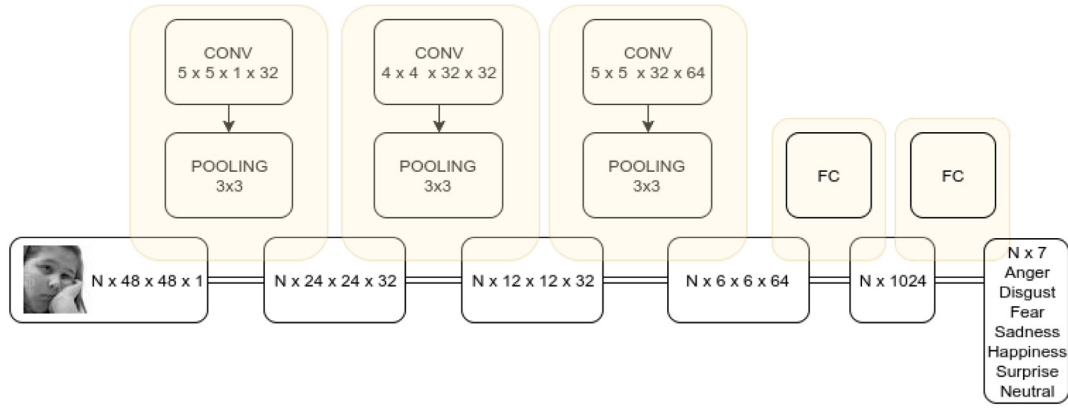 CONV
5 x 5 x 1 x 32
POOLING
3x3
CONV
4 x 4 x 32 x 32
POOLING
3x3
CONV
5 x 5 x 32 x 64
POOLING
3x3
FC
FC
N x 48 x 48 x 1
N x 24 x 24 x 32
N x 12 x 12 x 32
N x 6 x 6 x 64
N x 1024
N x 7
Anger
Disgust
Fear
Sadness
Happiness
Surprise
Neutral